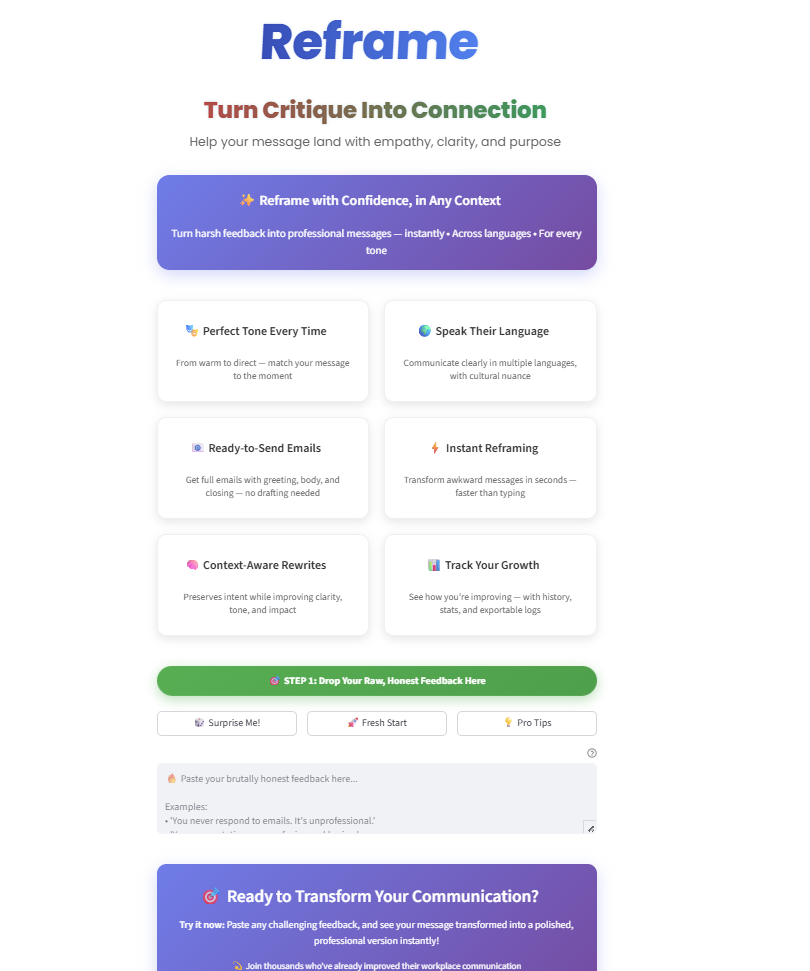 Reframe
Turn Critique Into Connection
Help your message land with empathy, clarity, and purpose
✨ Reframe with Confidence, in Any Context
Turn harsh feedback into professional messages — instantly • Across languages • For every
tone
🎭 Perfect Tone Every Time
From warm to direct — match your message
to the moment
🌍 Speak Their Language
Communicate clearly in multiple languages,
with cultural nuance
📧 Ready-to-Send Emails
Get full emails with greeting, body, and
closing — no drafting needed
⚡ Instant Reframing
Transform awkward messages in seconds —
faster than typing
🧠 Context-Aware Rewrites
Preserves intent while improving clarity,
tone, and impact
📊 Track Your Growth
See how you're improving — with history,
stats, and exportable logs
🎯 STEP 1: Drop Your Raw, Honest Feedback Here
🎲 Surprise Me!
🚀 Fresh Start
💡 Pro Tips
🔥 Paste your brutally honest feedback here...
Examples:
• 'You never respond to emails. It's unprofessional.'
🎯 Ready to Transform Your Communication?
Try it now: Paste any challenging feedback, and see your message transformed into a polished,
professional version instantly!
💫 Join thousands who've already improved their workplace communication